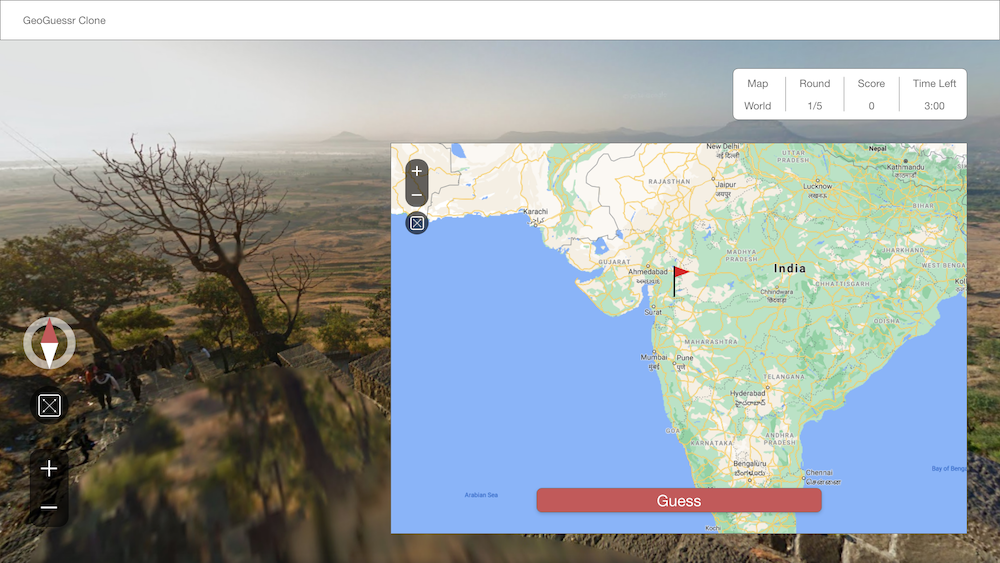 GeoGuessr Clone
Map Round Score Time Left
World 1/5 0 3:00
+
−
New Delhi
नई दिल्ली
UTTAR
PRADESH
Nepal
Kathmandu
काठमाडौं
RAJASTHAN
Jaipur
जयपुर
Lucknow
लखनऊ
BIHAR
Karachi
GUJARAT
Ahmedabad
MADHYA
PRADESH
India
JHARKHAND
WEST BENGA
Kol
CHHATTISGARH
Chhindwara
छिंदवाड़ा
Surat
ODISHA
MAHARASHTRA
Mumbai
मुंबई
Pune
पुणे
TELANGANA
Hyderabad
GOA
KARNATAKA
ANDHRA
PRADESH
Bengaluru
Chennai
Bay of Benga
Arabian Sea
Guess
Kochi
+
−